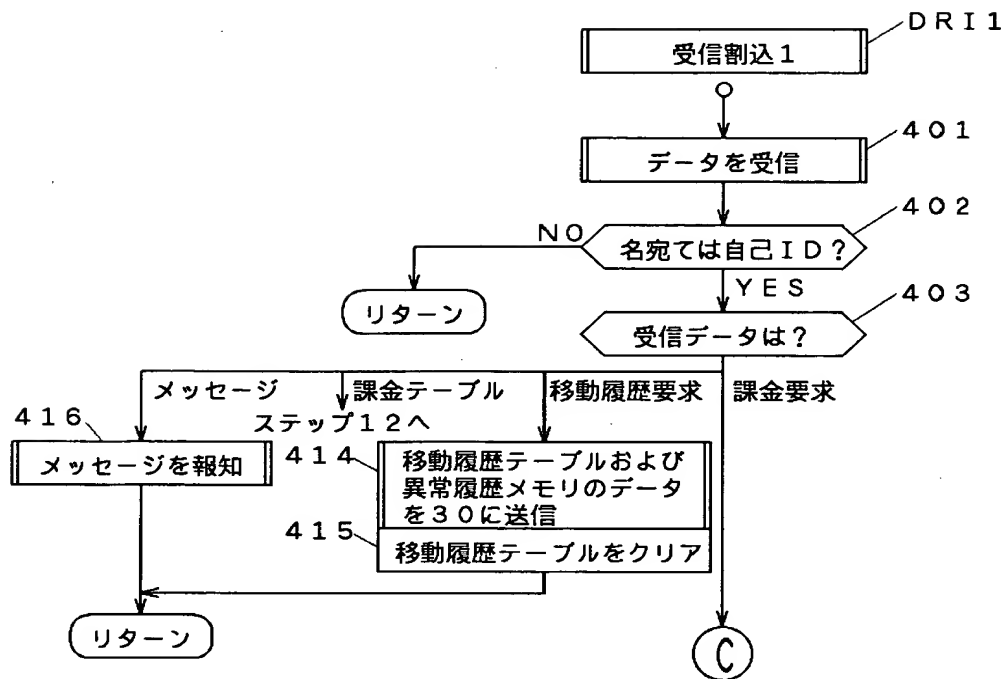 DRI1
受信割込1
401
データを受信
402
NO
名宛ては自己ID?
YES
403
リターン
受信データは?
メッセージ
課金テーブル
移動履歴要求
課金要求
416
ステップ12へ
メッセージを報知
414
移動履歴テーブルおよび
異常履歴メモリのデータ
を30に送信
415
移動履歴テーブルをクリア
リターン
C